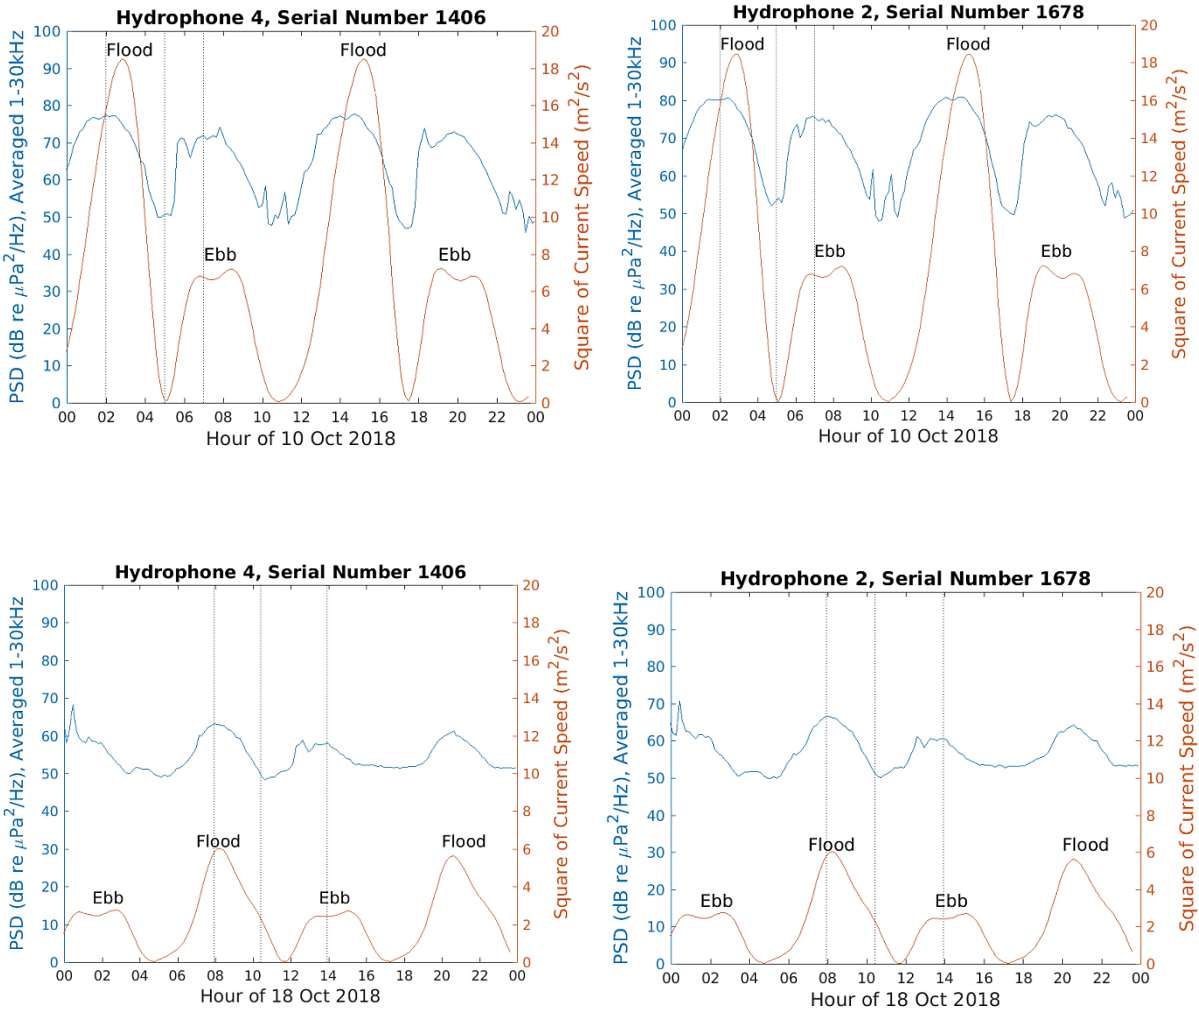 Hydrophone 4, Serial Number 1406
PSD (dB re μPa²/Hz), Averaged 1-30kHz
100
90
80
70
60
50
40
30
20
10
0
Flood
Flood
Ebb
Ebb
20
18
16
14
12
10
8
6
4
2
0
Square of Current Speed (m²/s²)
00 02 04 06 08 10 12 14 16 18 20 22 00
Hour of 10 Oct 2018
Hydrophone 2, Serial Number 1678
PSD (dB re μPa²/Hz), Averaged 1-30kHz
100
90
80
70
60
50
40
30
20
10
0
Flood
Flood
Ebb
Ebb
20
18
16
14
12
10
8
6
4
2
0
Square of Current Speed (m²/s²)
00 02 04 06 08 10 12 14 16 18 20 22 00
Hour of 10 Oct 2018
Hydrophone 4, Serial Number 1406
PSD (dB re μPa²/Hz), Averaged 1-30kHz
100
90
80
70
60
50
40
30
20
10
0
Flood
Flood
Ebb
Ebb
20
18
16
14
12
10
8
6
4
2
0
Square of Current Speed (m²/s²)
00 02 04 06 08 10 12 14 16 18 20 22 00
Hour of 18 Oct 2018
Hydrophone 2, Serial Number 1678
PSD (dB re μPa²/Hz), Averaged 1-30kHz
100
90
80
70
60
50
40
30
20
10
0
Flood
Flood
Ebb
Ebb
20
18
16
14
12
10
8
6
4
2
0
Square of Current Speed (m²/s²)
00 02 04 06 08 10 12 14 16 18 20 22 00
Hour of 18 Oct 2018